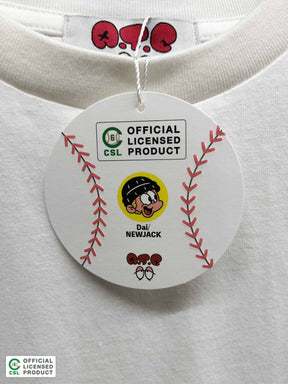 OFFICIAL
LICENSED
PRODUCT
CSL
Dai/
NEWJACK
OFFICIAL
LICENSED
PRODUCT
CSL